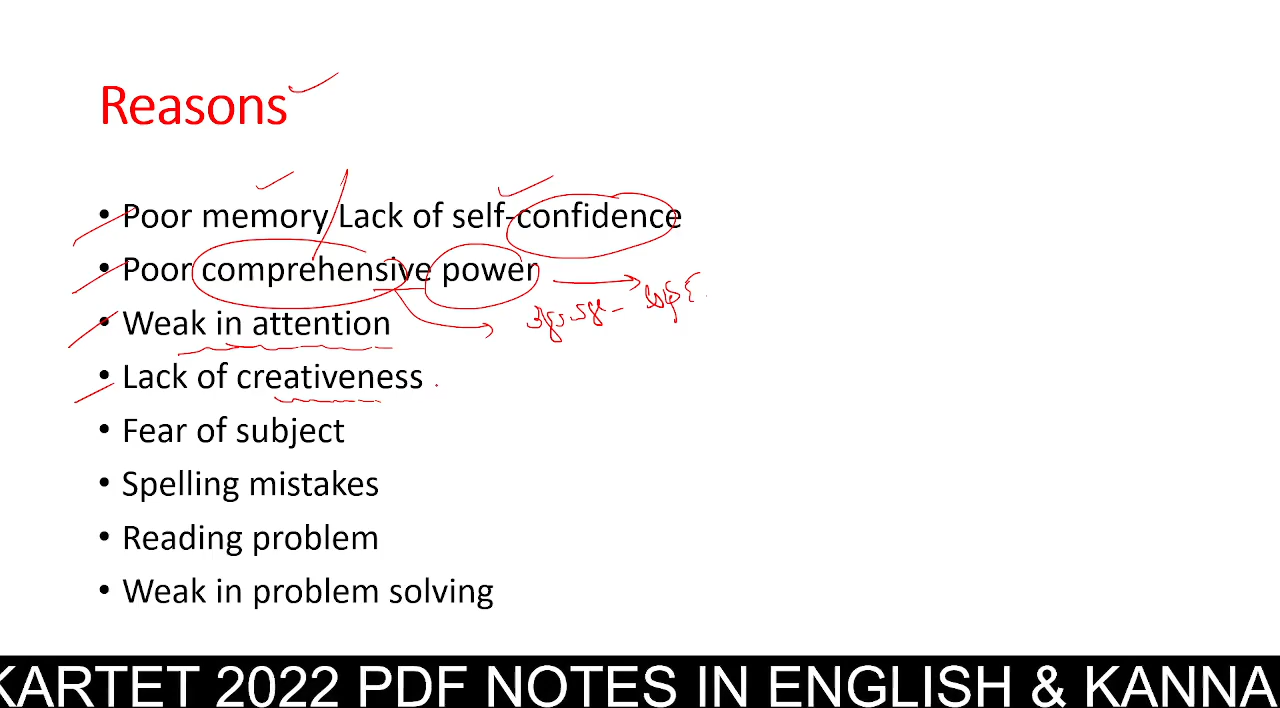 Reasons
• Poor memory Lack of self-confidence
• Poor comprehensive power
• Weak in attention
• Lack of creativeness
• Fear of subject
• Spelling mistakes
• Reading problem
• Weak in problem solving
KARTET 2022 PDF NOTES IN ENGLISH & KANNA